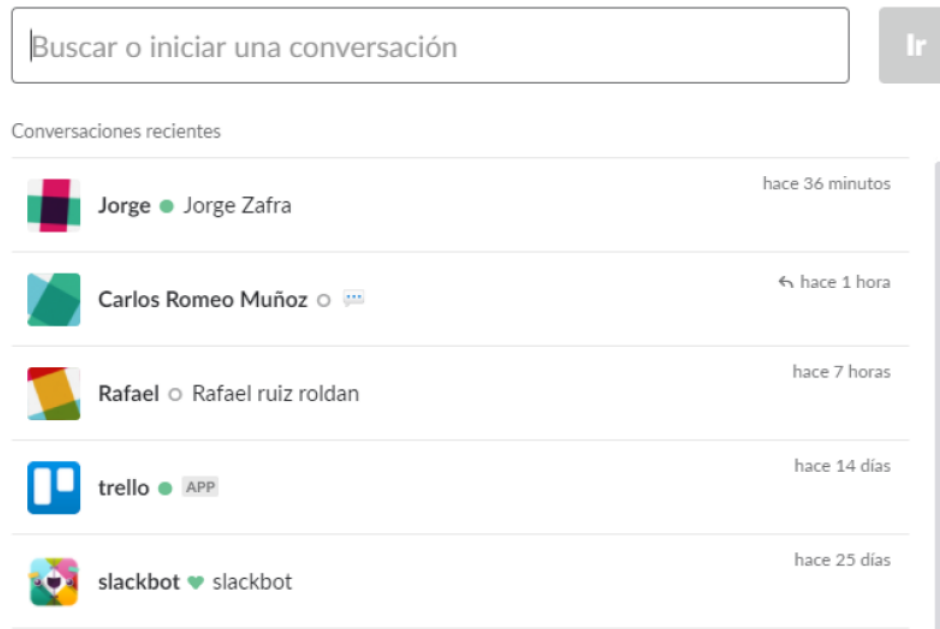 Buscar o iniciar una conversación
Ir
Conversaciones recientes
Jorge Jorge Zafra hace 36 minutos
Carlos Romeo Muñoz hace 1 hora
Rafael Rafael ruiz roldan hace 7 horas
trello APP hace 14 días
slackbot slackbot hace 25 días